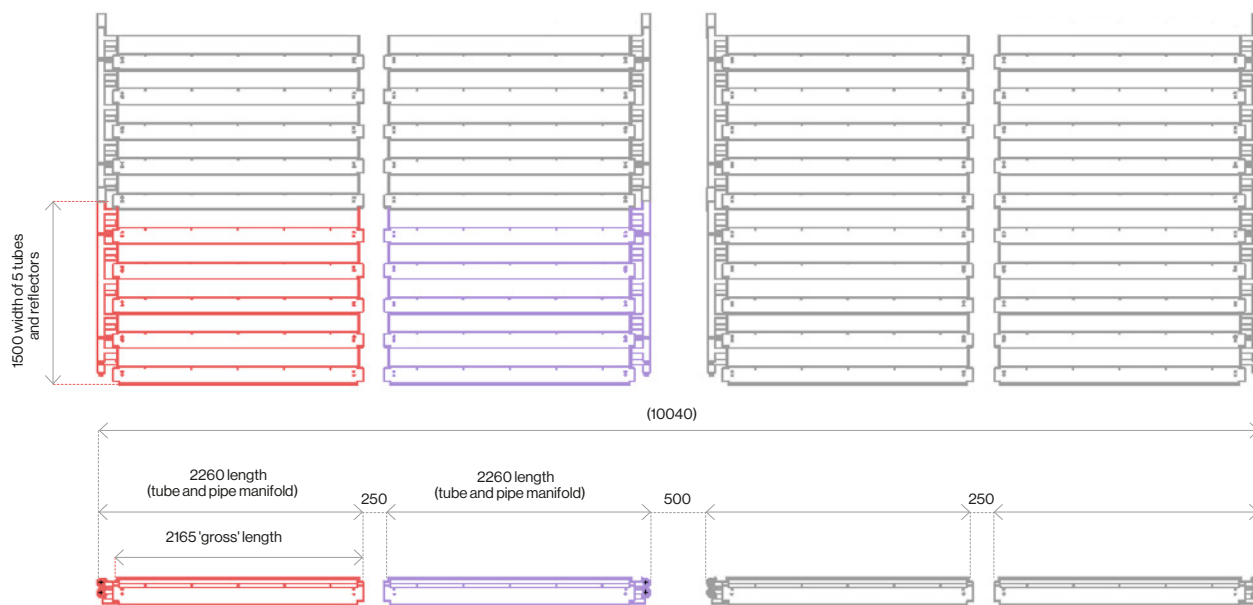 1500 width of 5 tubes
and reflectors
(10040)
2260 length
(tube and pipe manifold)
250
2260 length
(tube and pipe manifold)
500
250
2165 'gross' length